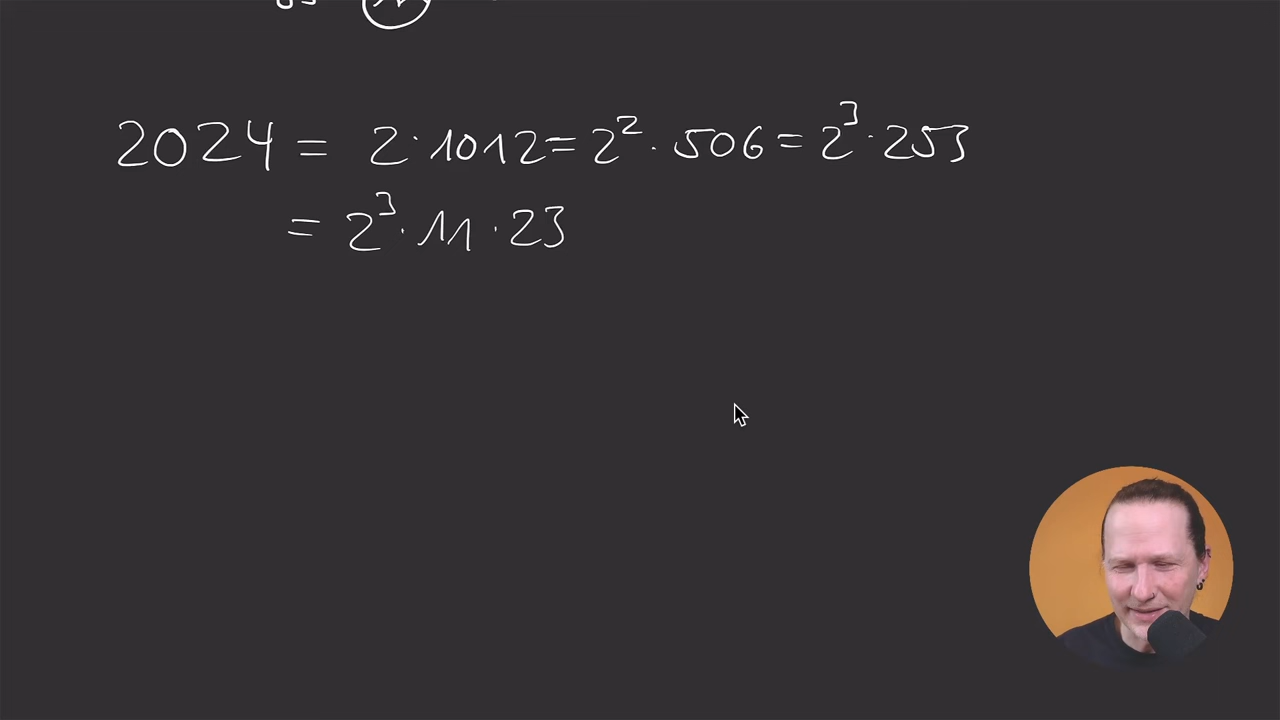 2024 = 2·1012 = 2² · 506 = 2³ · 253
= 2³ · 11 · 23